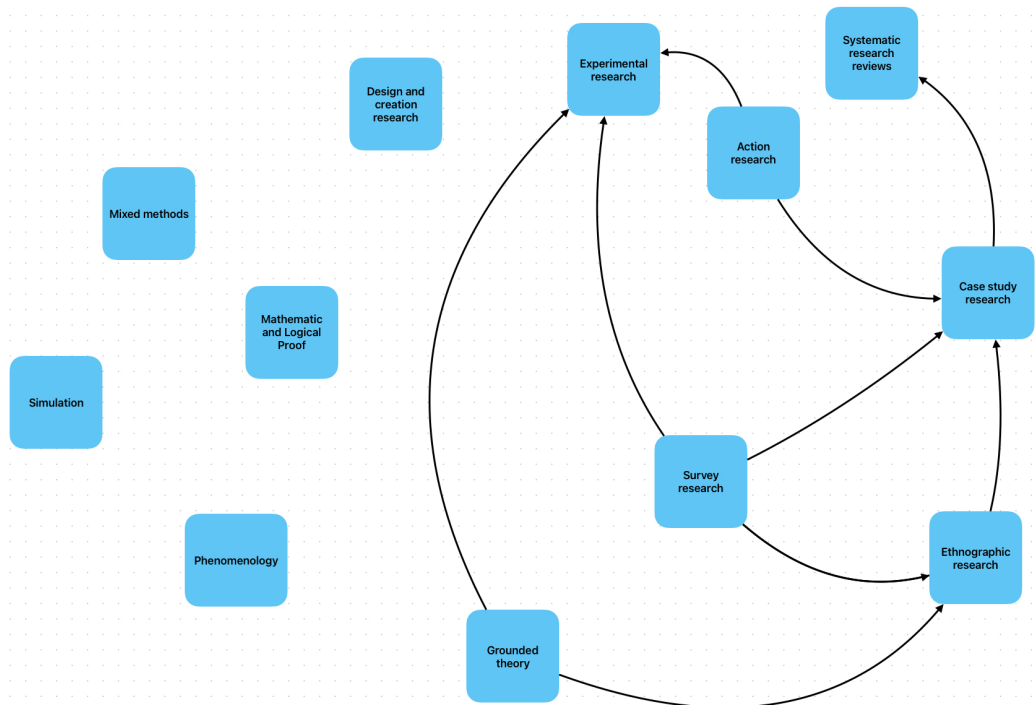 Experimental
research
Systematic
research
reviews
Design and
creation
research
Action
research
Mixed methods
Case study
research
Mathematic
and Logical
Proof
Simulation
Survey
research
Ethnographic
research
Phenomenology
Grounded
theory